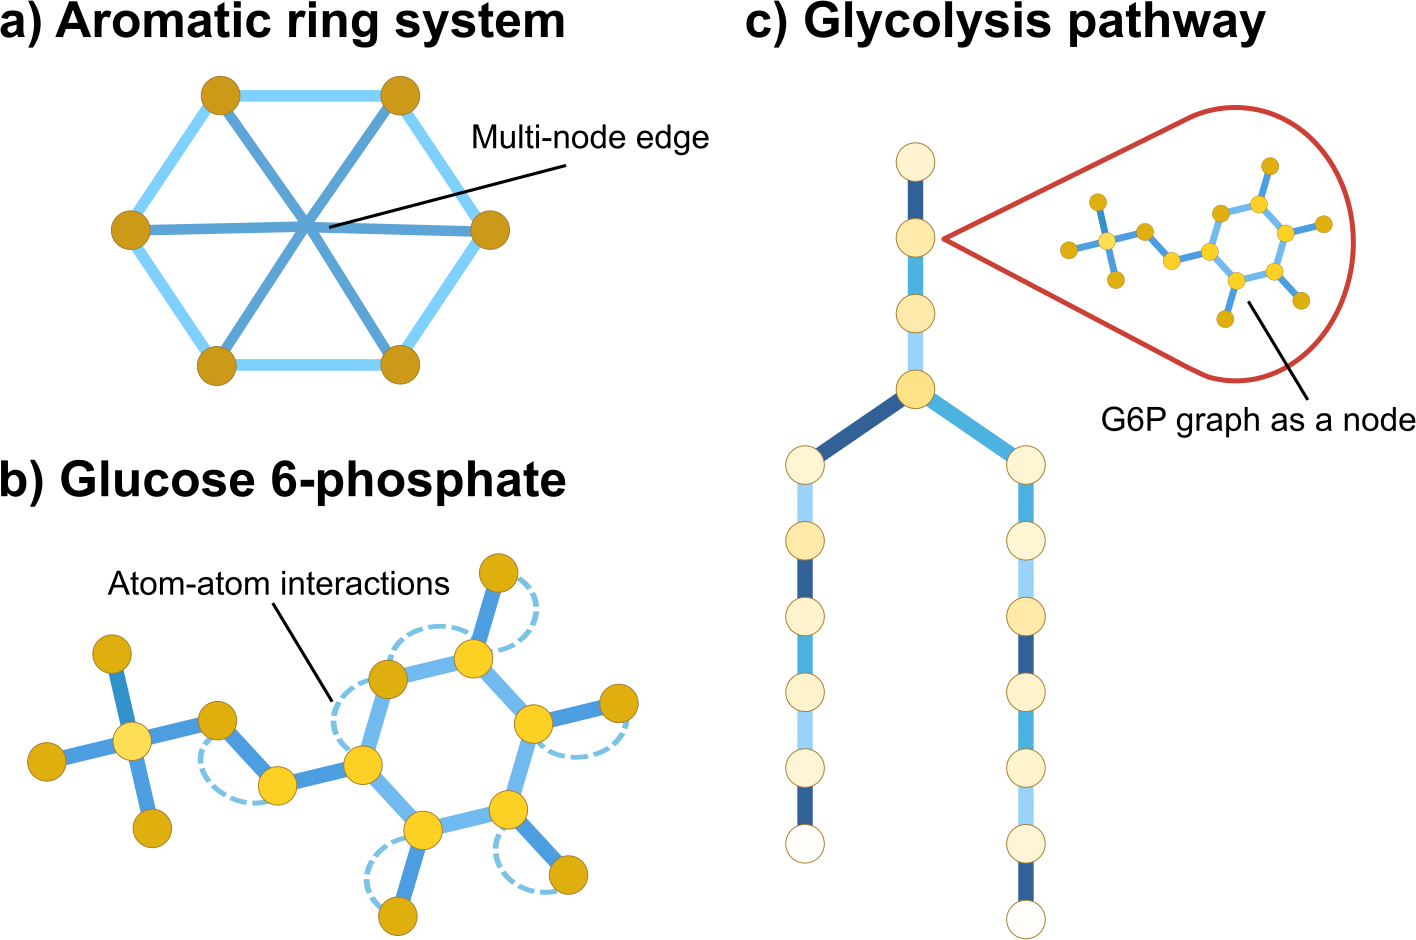 a) Aromatic ring system
Multi-node edge
b) Glucose 6-phosphate
Atom-atom interactions
c) Glycolysis pathway
G6P graph as a node